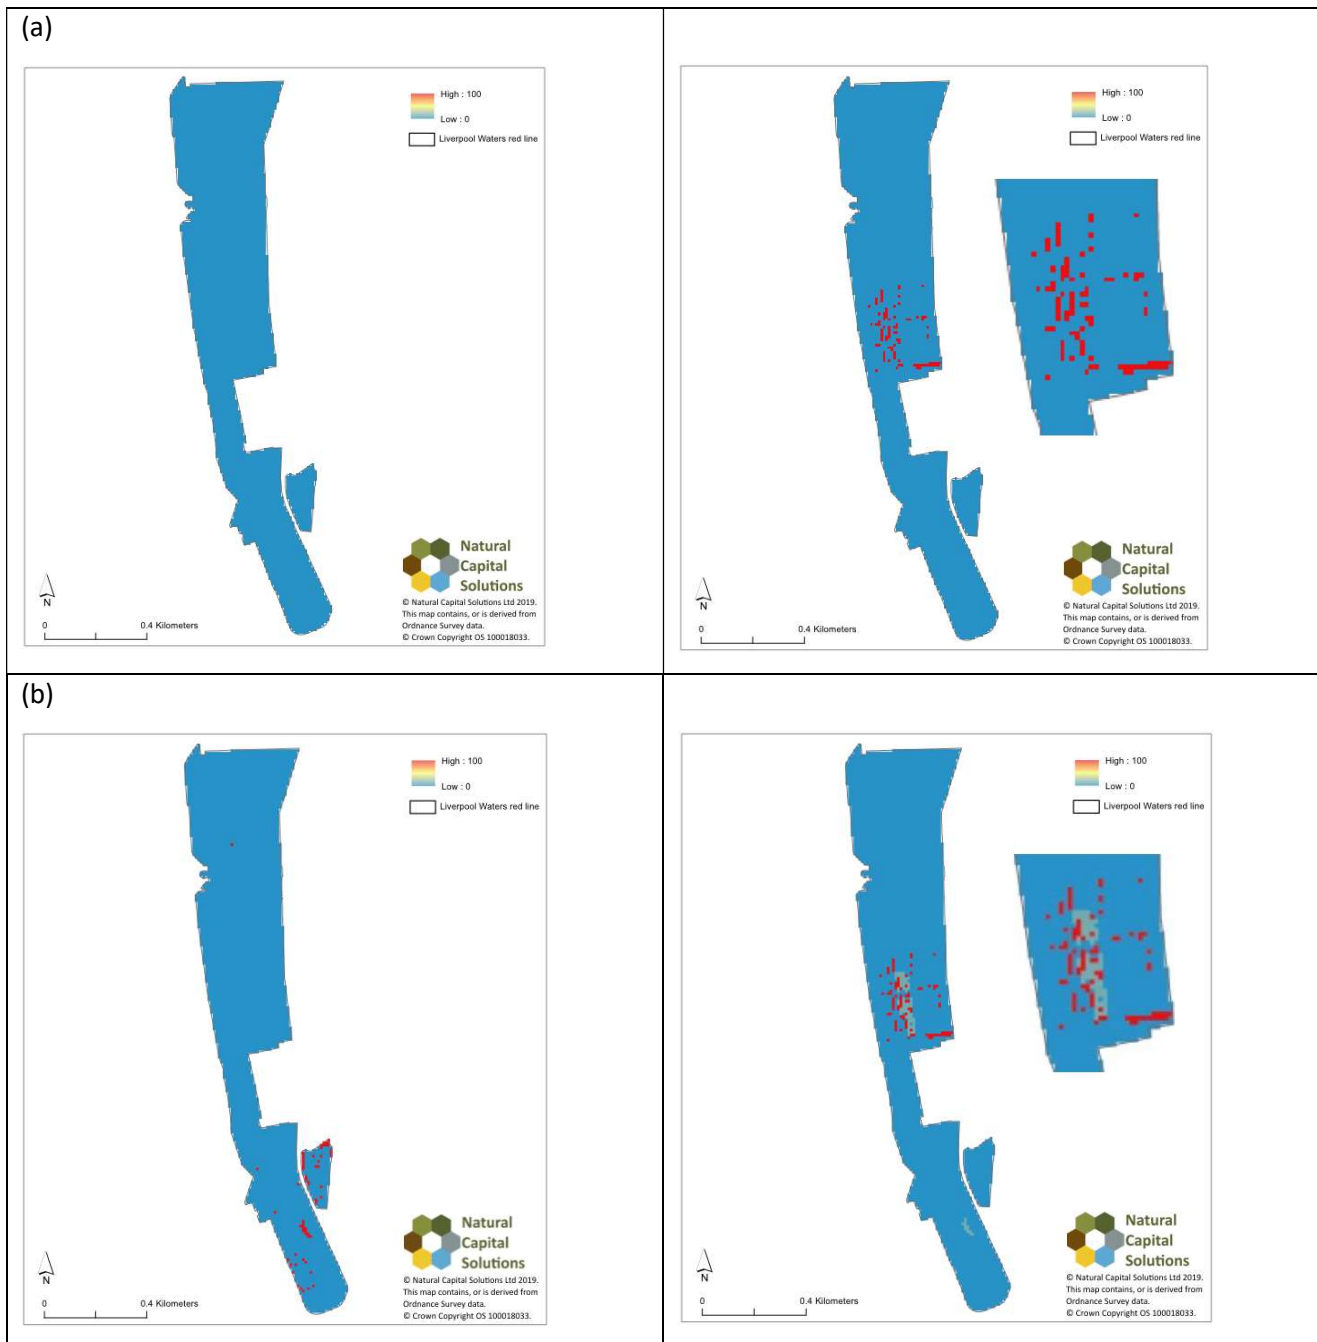 (a)
High : 100
Low : 0
Liverpool Waters red line
Natural
Capital
Solutions
© Natural Capital Solutions Ltd 2019.
This map contains, or is derived from
Ordnance Survey data.
© Crown Copyright OS 100018033.
N
0 0.4 Kilometers
High : 100
Low : 0
Liverpool Waters red line
Natural
Capital
Solutions
© Natural Capital Solutions Ltd 2019.
This map contains, or is derived from
Ordnance Survey data.
© Crown Copyright OS 100018033.
N
0 0.4 Kilometers
(b)
High : 100
Low : 0
Liverpool Waters red line
Natural
Capital
Solutions
© Natural Capital Solutions Ltd 2019.
This map contains, or is derived from
Ordnance Survey data.
© Crown Copyright OS 100018033.
N
0 0.4 Kilometers
High : 100
Low : 0
Liverpool Waters red line
Natural
Capital
Solutions
© Natural Capital Solutions Ltd 2019.
This map contains, or is derived from
Ordnance Survey data.
© Crown Copyright OS 100018033.
N
0 0.4 Kilometers